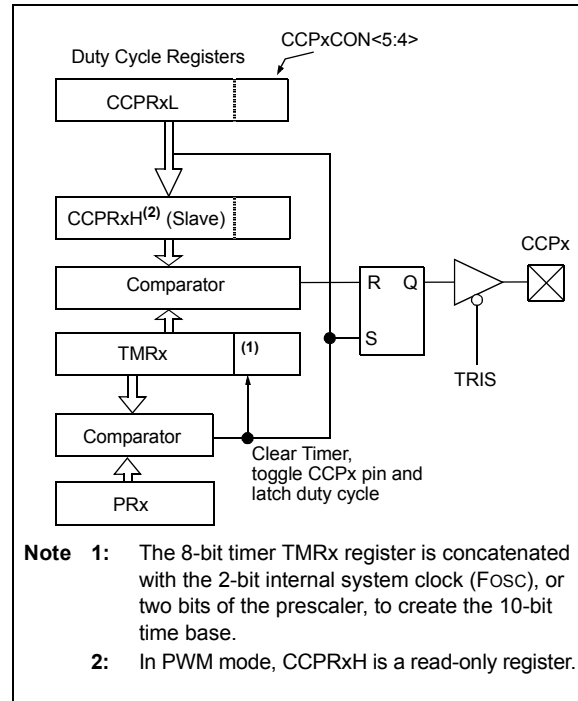 CCPxCON<5:4>
Duty Cycle Registers
CCPRxL
CCPRxH(2) (Slave)
CCPx
Comparator
R Q
TMRx (1)
S
TRIS
Comparator
Clear Timer,
toggle CCPx pin and
latch duty cycle
PRx
Note 1: The 8-bit timer TMRx register is concatenated
with the 2-bit internal system clock (FOSC), or
two bits of the prescaler, to create the 10-bit
time base.
2: In PWM mode, CCPRxH is a read-only register.